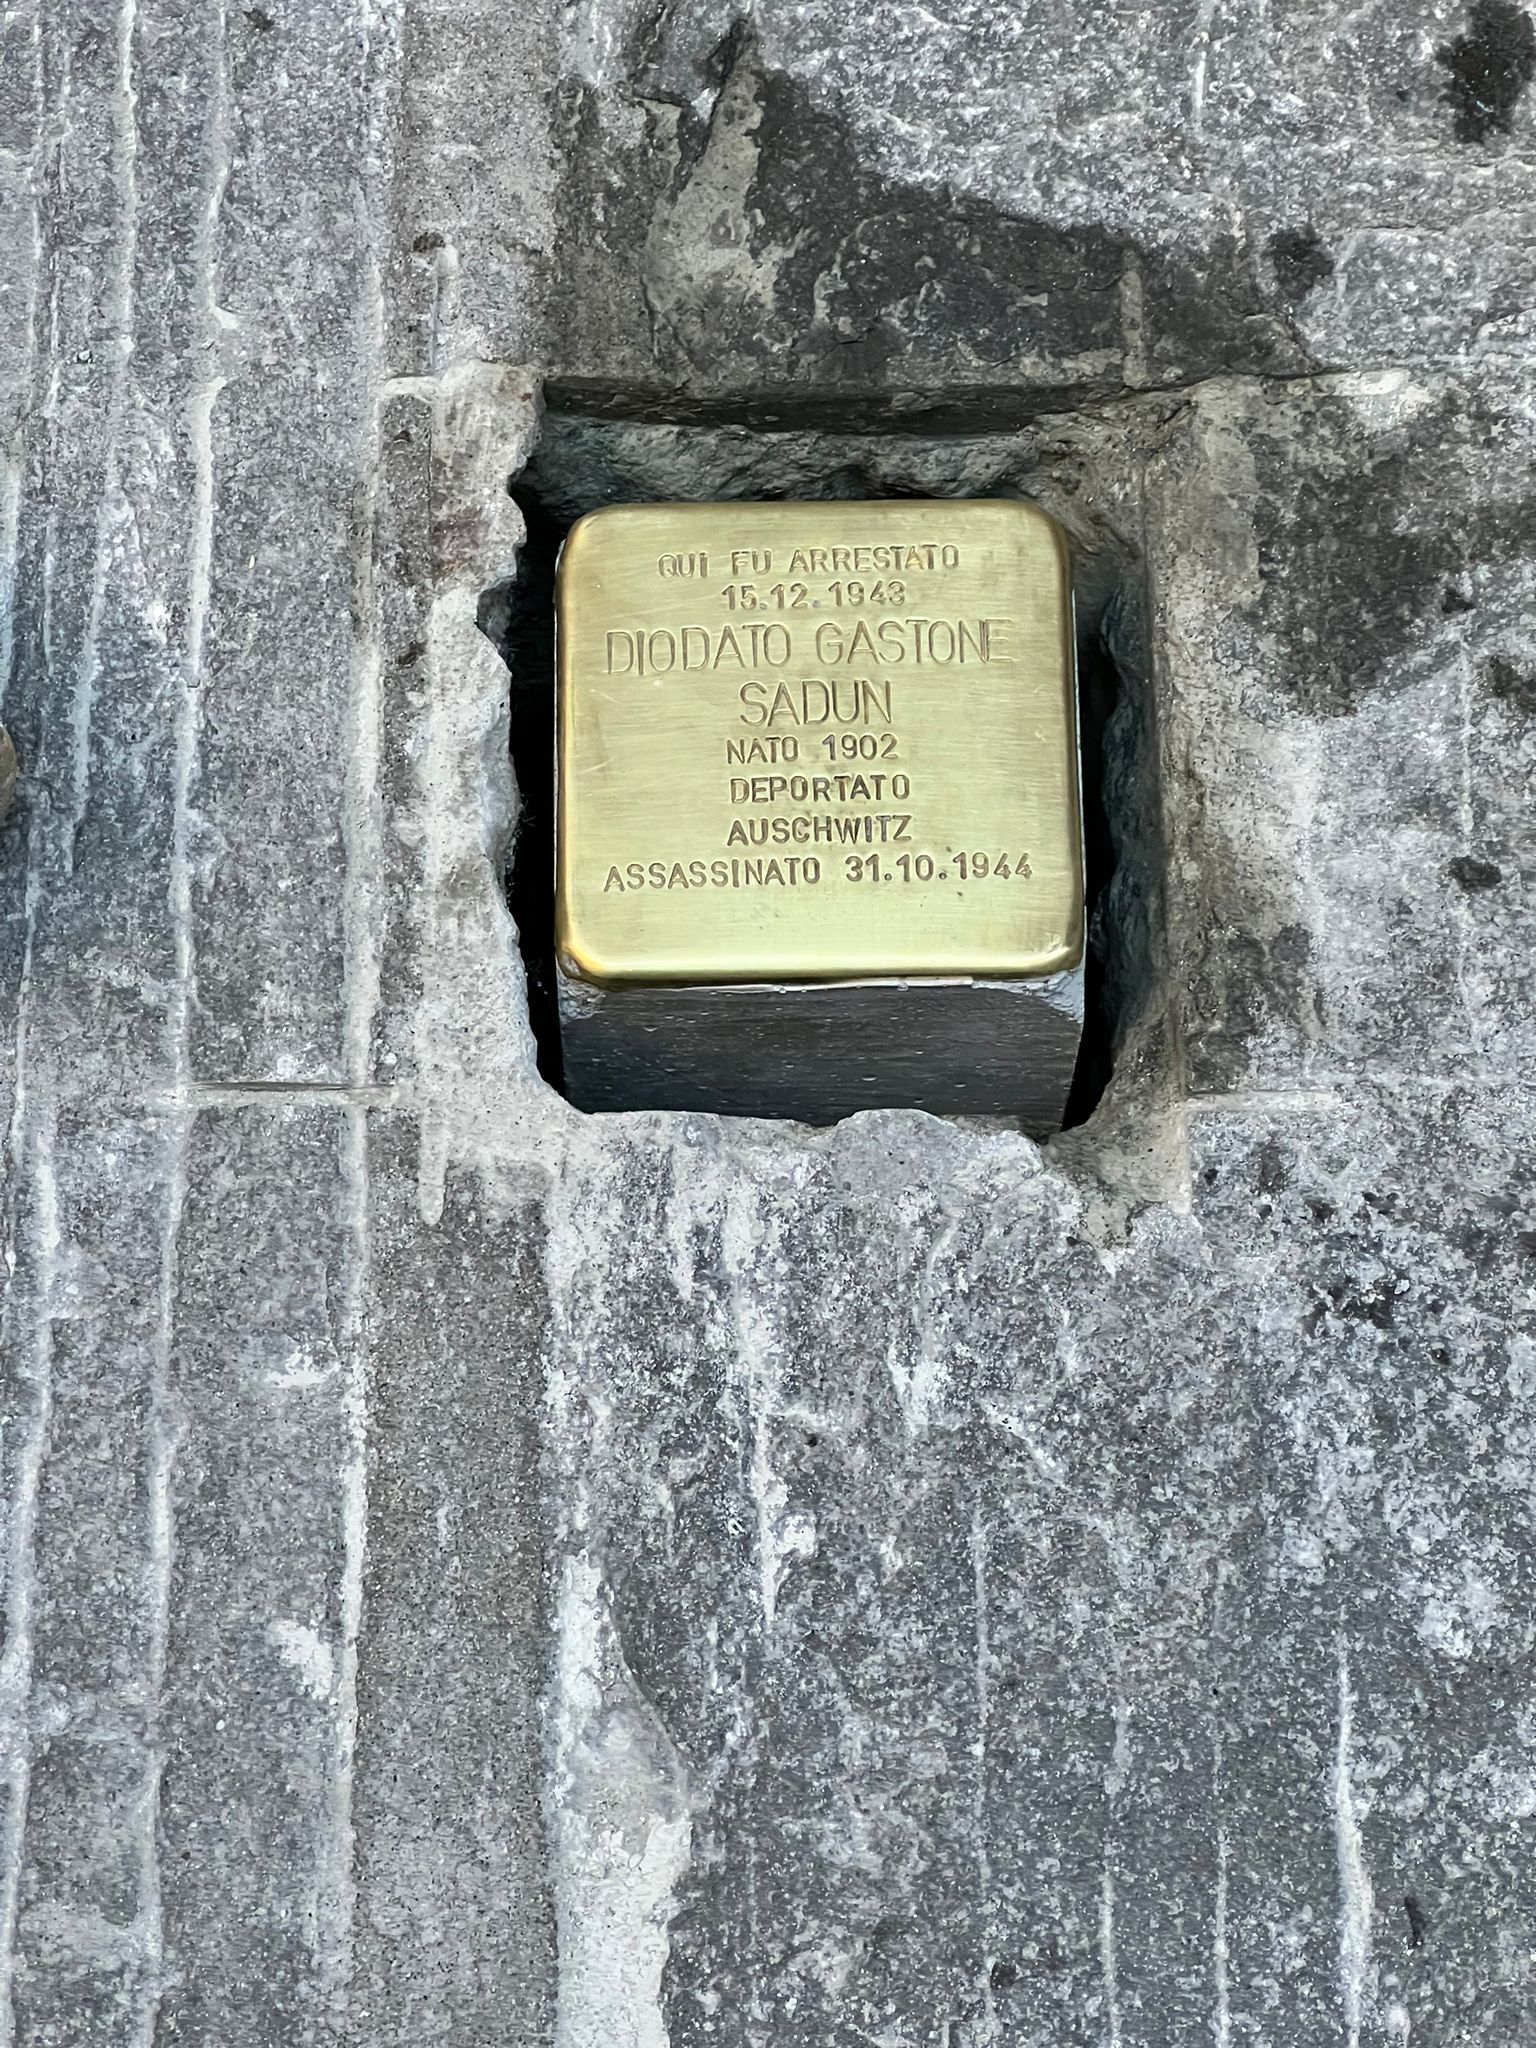 QUI FU ARRESTATO
15.12.1943
DIODATO GASTONE
SADUN
NATO 1902
DEPORTATO
AUSCHWITZ
ASSASSINATO 31.10.1944